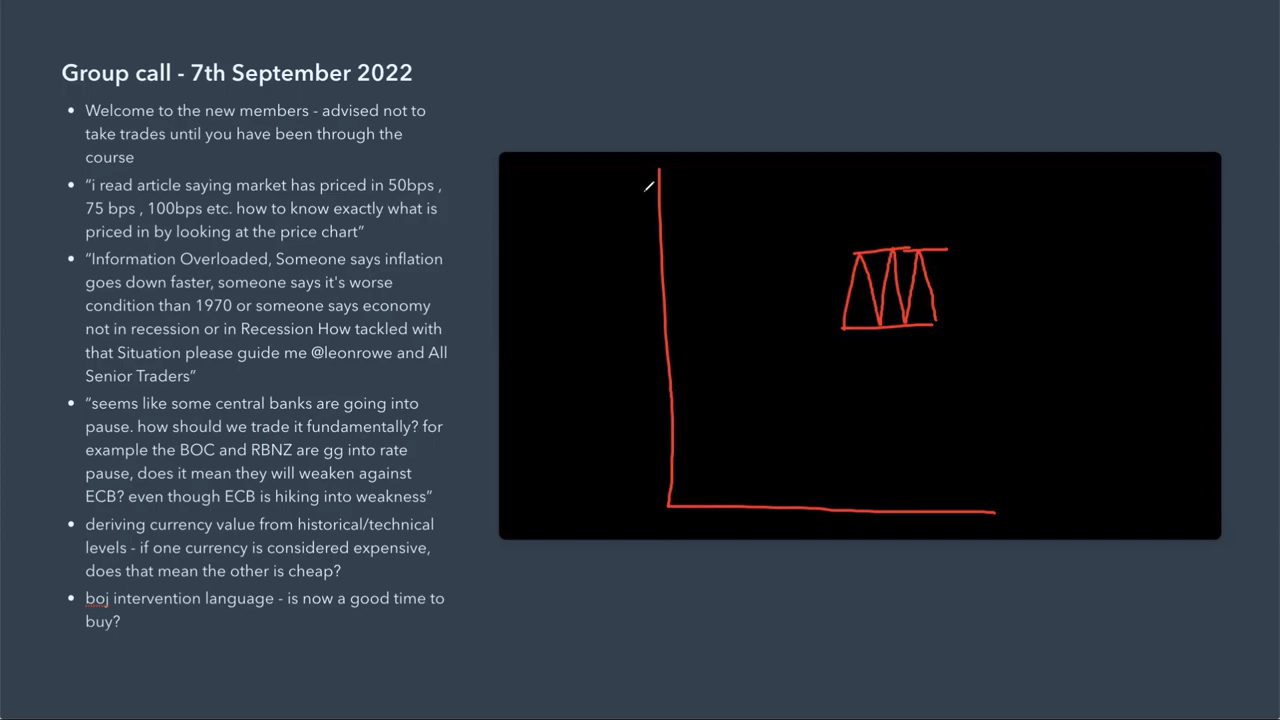 Group call - 7th September 2022
• Welcome to the new members - advised not to
take trades until you have been through the
course
• “i read article saying market has priced in 50bps ,
75 bps , 100bps etc. how to know exactly what is
priced in by looking at the price chart”
• “Information Overloaded, Someone says inflation
goes down faster, someone says it's worse
condition than 1970 or someone says economy
not in recession or in Recession How tackled with
that Situation please guide me @leonrowe and All
Senior Traders”
• “seems like some central banks are going into
pause. how should we trade it fundamentally? for
example the BOC and RBNZ are gg into rate
pause, does it mean they will weaken against
ECB? even though ECB is hiking into weakness”
• deriving currency value from historical/technical
levels - if one currency is considered expensive,
does that mean the other is cheap?
• boj intervention language - is now a good time to
buy?